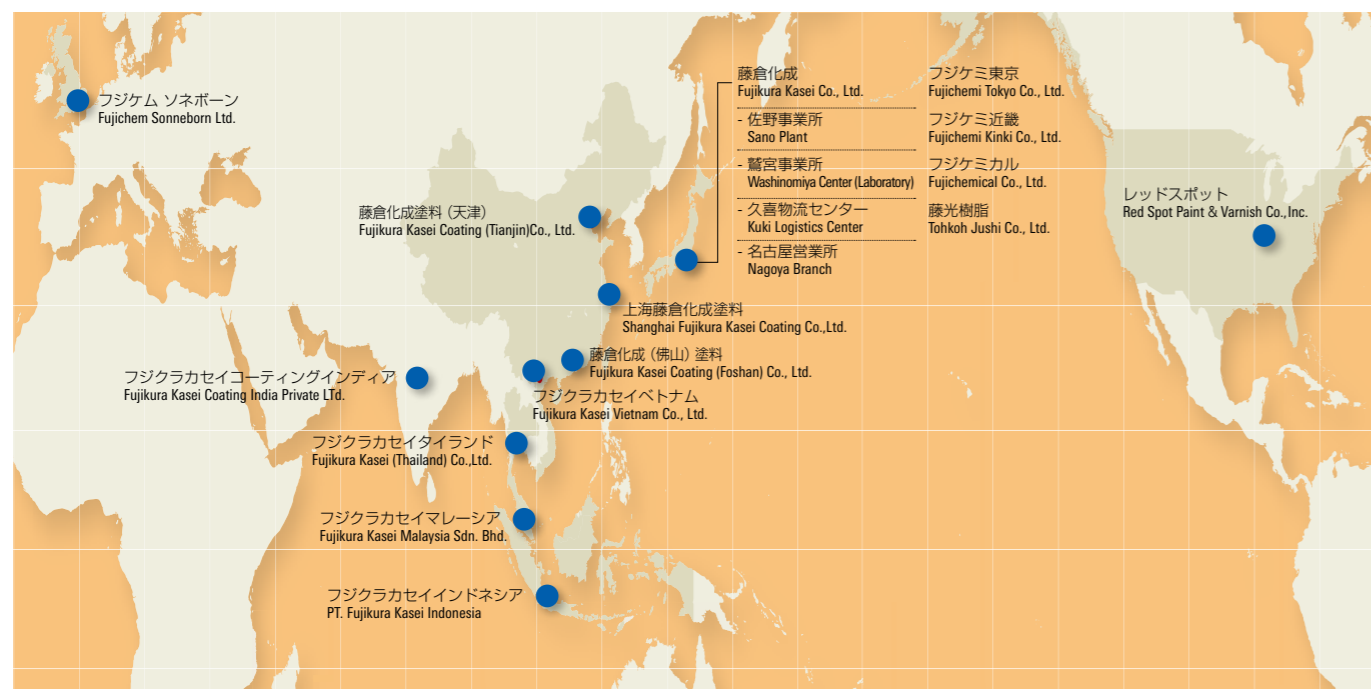 フジケム ソネボーン
Fujichem Sonneborn Ltd.
藤倉化成
Fujikura Kasei Co., Ltd.
- 佐野事業所
Sano Plant
- 鷲宮事業所
Washinomiya Center (Laboratory)
- 久喜物流センター
Kuki Logistics Center
- 名古屋営業所
Nagoya Branch
フジケミ東京
Fujichemi Tokyo Co., Ltd.
フジケミ近畿
Fujichemi Kinki Co., Ltd.
フジケミカル
Fujichemical Co., Ltd.
藤光樹脂
Tohkoh Jushi Co., Ltd.
レッドスポット
Red Spot Paint & Varnish Co.,Inc.
藤倉化成塗料（天津）
Fujikura Kasei Coating (Tianjin)Co., Ltd.
上海藤倉化成塗料
Shanghai Fujikura Kasei Coating Co.,Ltd.
藤倉化成（佛山）塗料
Fujikura Kasei Coating (Foshan) Co., Ltd.
フジクラカセイコーティングインディア
Fujikura Kasei Coating India Private LTd.
フジクラカセイベトナム
Fujikura Kasei Vietnam Co., Ltd.
フジクラカセイタイランド
Fujikura Kasei (Thailand) Co.,Ltd.
フジクラカセイマレーシア
Fujikura Kasei Malaysia Sdn. Bhd.
フジクラカセイインドネシア
PT. Fujikura Kasei Indonesia